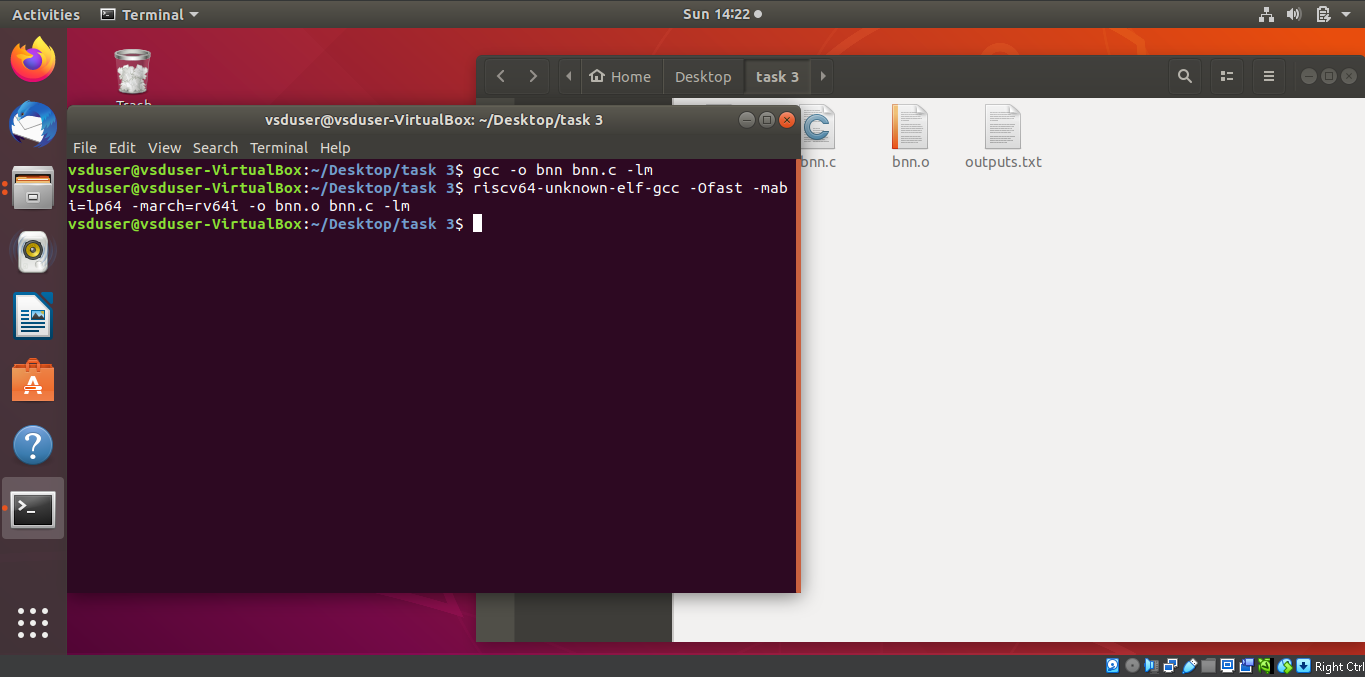 Activities
Terminal
Sun 14:22
Home
Desktop
task 3
Trash
vsduser@vsduser-VirtualBox: ~/Desktop/task 3
File Edit View Search Terminal Help
vsduser@vsduser-VirtualBox:~/Desktop/task 3$ gcc -o bnn bnn.c -lm
vsduser@vsduser-VirtualBox:~/Desktop/task 3$ riscv64-unknown-elf-gcc -Ofast -mab
i=lp64 -march=rv64i -o bnn.o bnn.c -lm
vsduser@vsduser-VirtualBox:~/Desktop/task 3$
bnn.c
bnn.o
outputs.txt
Right Ctrl